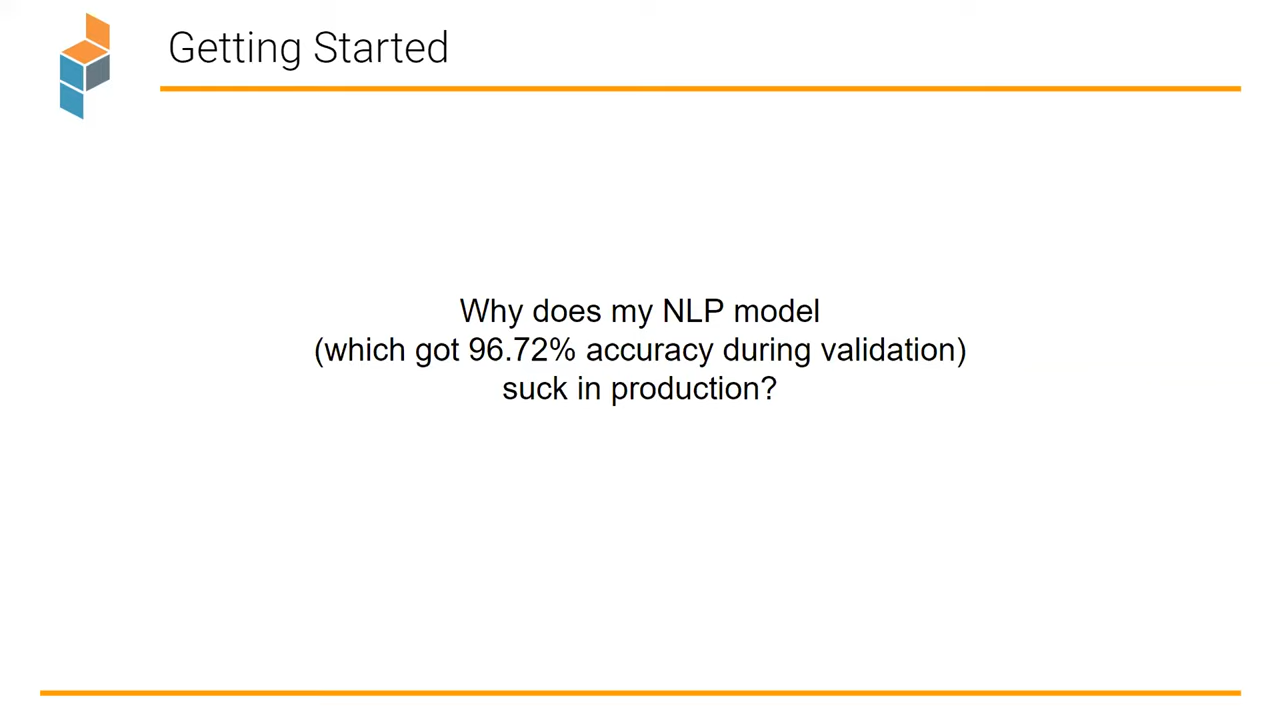 Getting Started
Why does my NLP model
(which got 96.72% accuracy during validation)
suck in production?